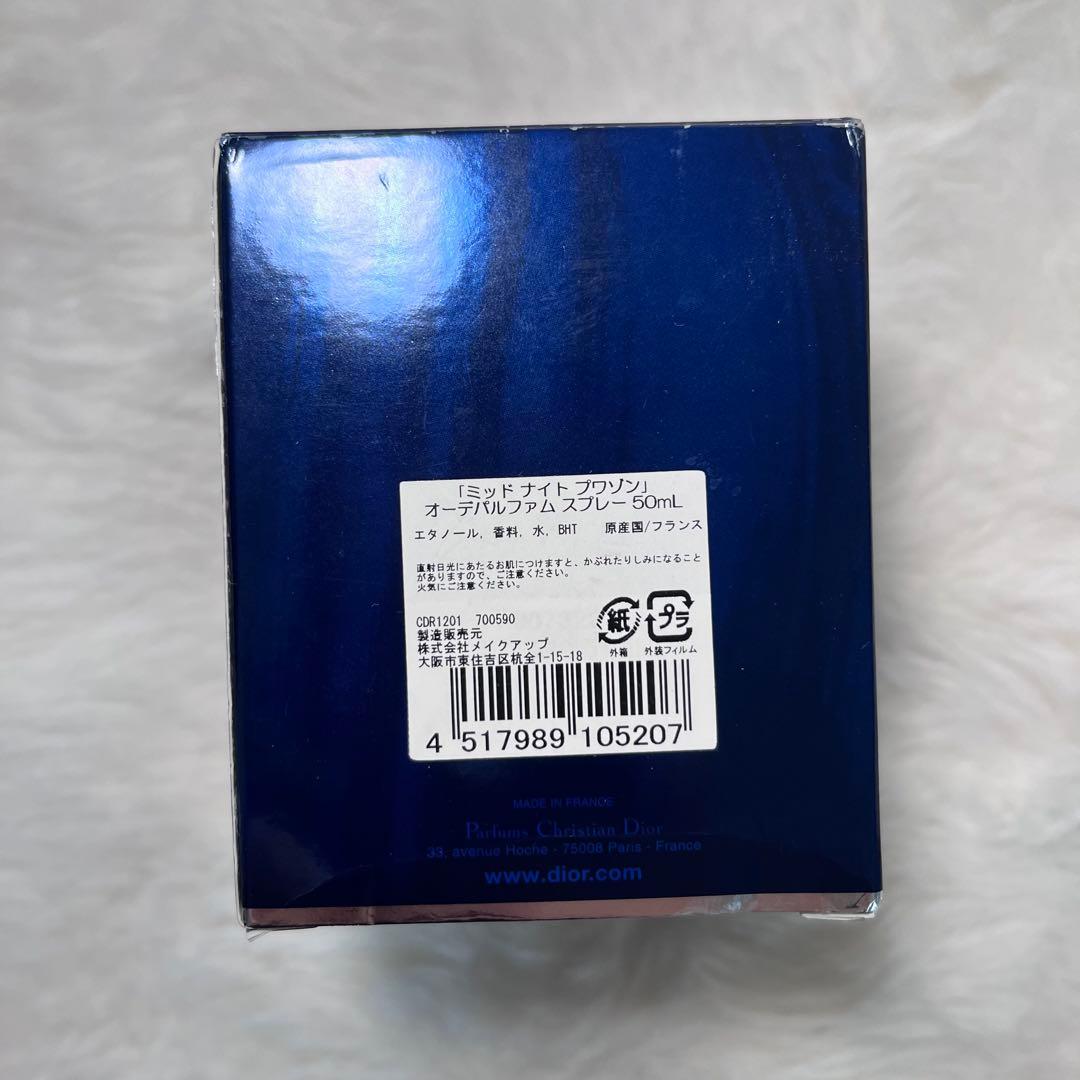 「ミッド ナイト プワゾン」
オーデパルファム スプレー 50mL
エタノール, 香料, 水, BHT 原産国/フランス
直射日光にあたるお肌につけますと、かぶれたりしみになること
がありますので、ご注意ください。
火気にご注意ください。
CDR1201 700590
製造販売元
株式会社メイクアップ
大阪市東住吉区杭全1-15-18
紙
外箱
プラ
外装フィルム
4 517989 105207
MADE IN FRANCE
Parfums Christian Dior
33, avenue Hoche - 75008 Paris - France
www.dior.com